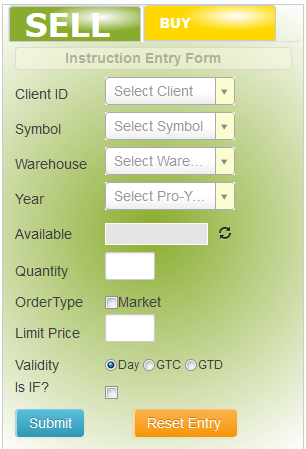 SELL BUY
Instruction Entry Form
Client ID Select Client
Symbol Select Symbol
Warehouse Select Ware...
Year Select Pro-Y...
Available
Quantity
OrderType Market
Limit Price
Validity Day GTC GTD
Is IF?
Submit Reset Entry